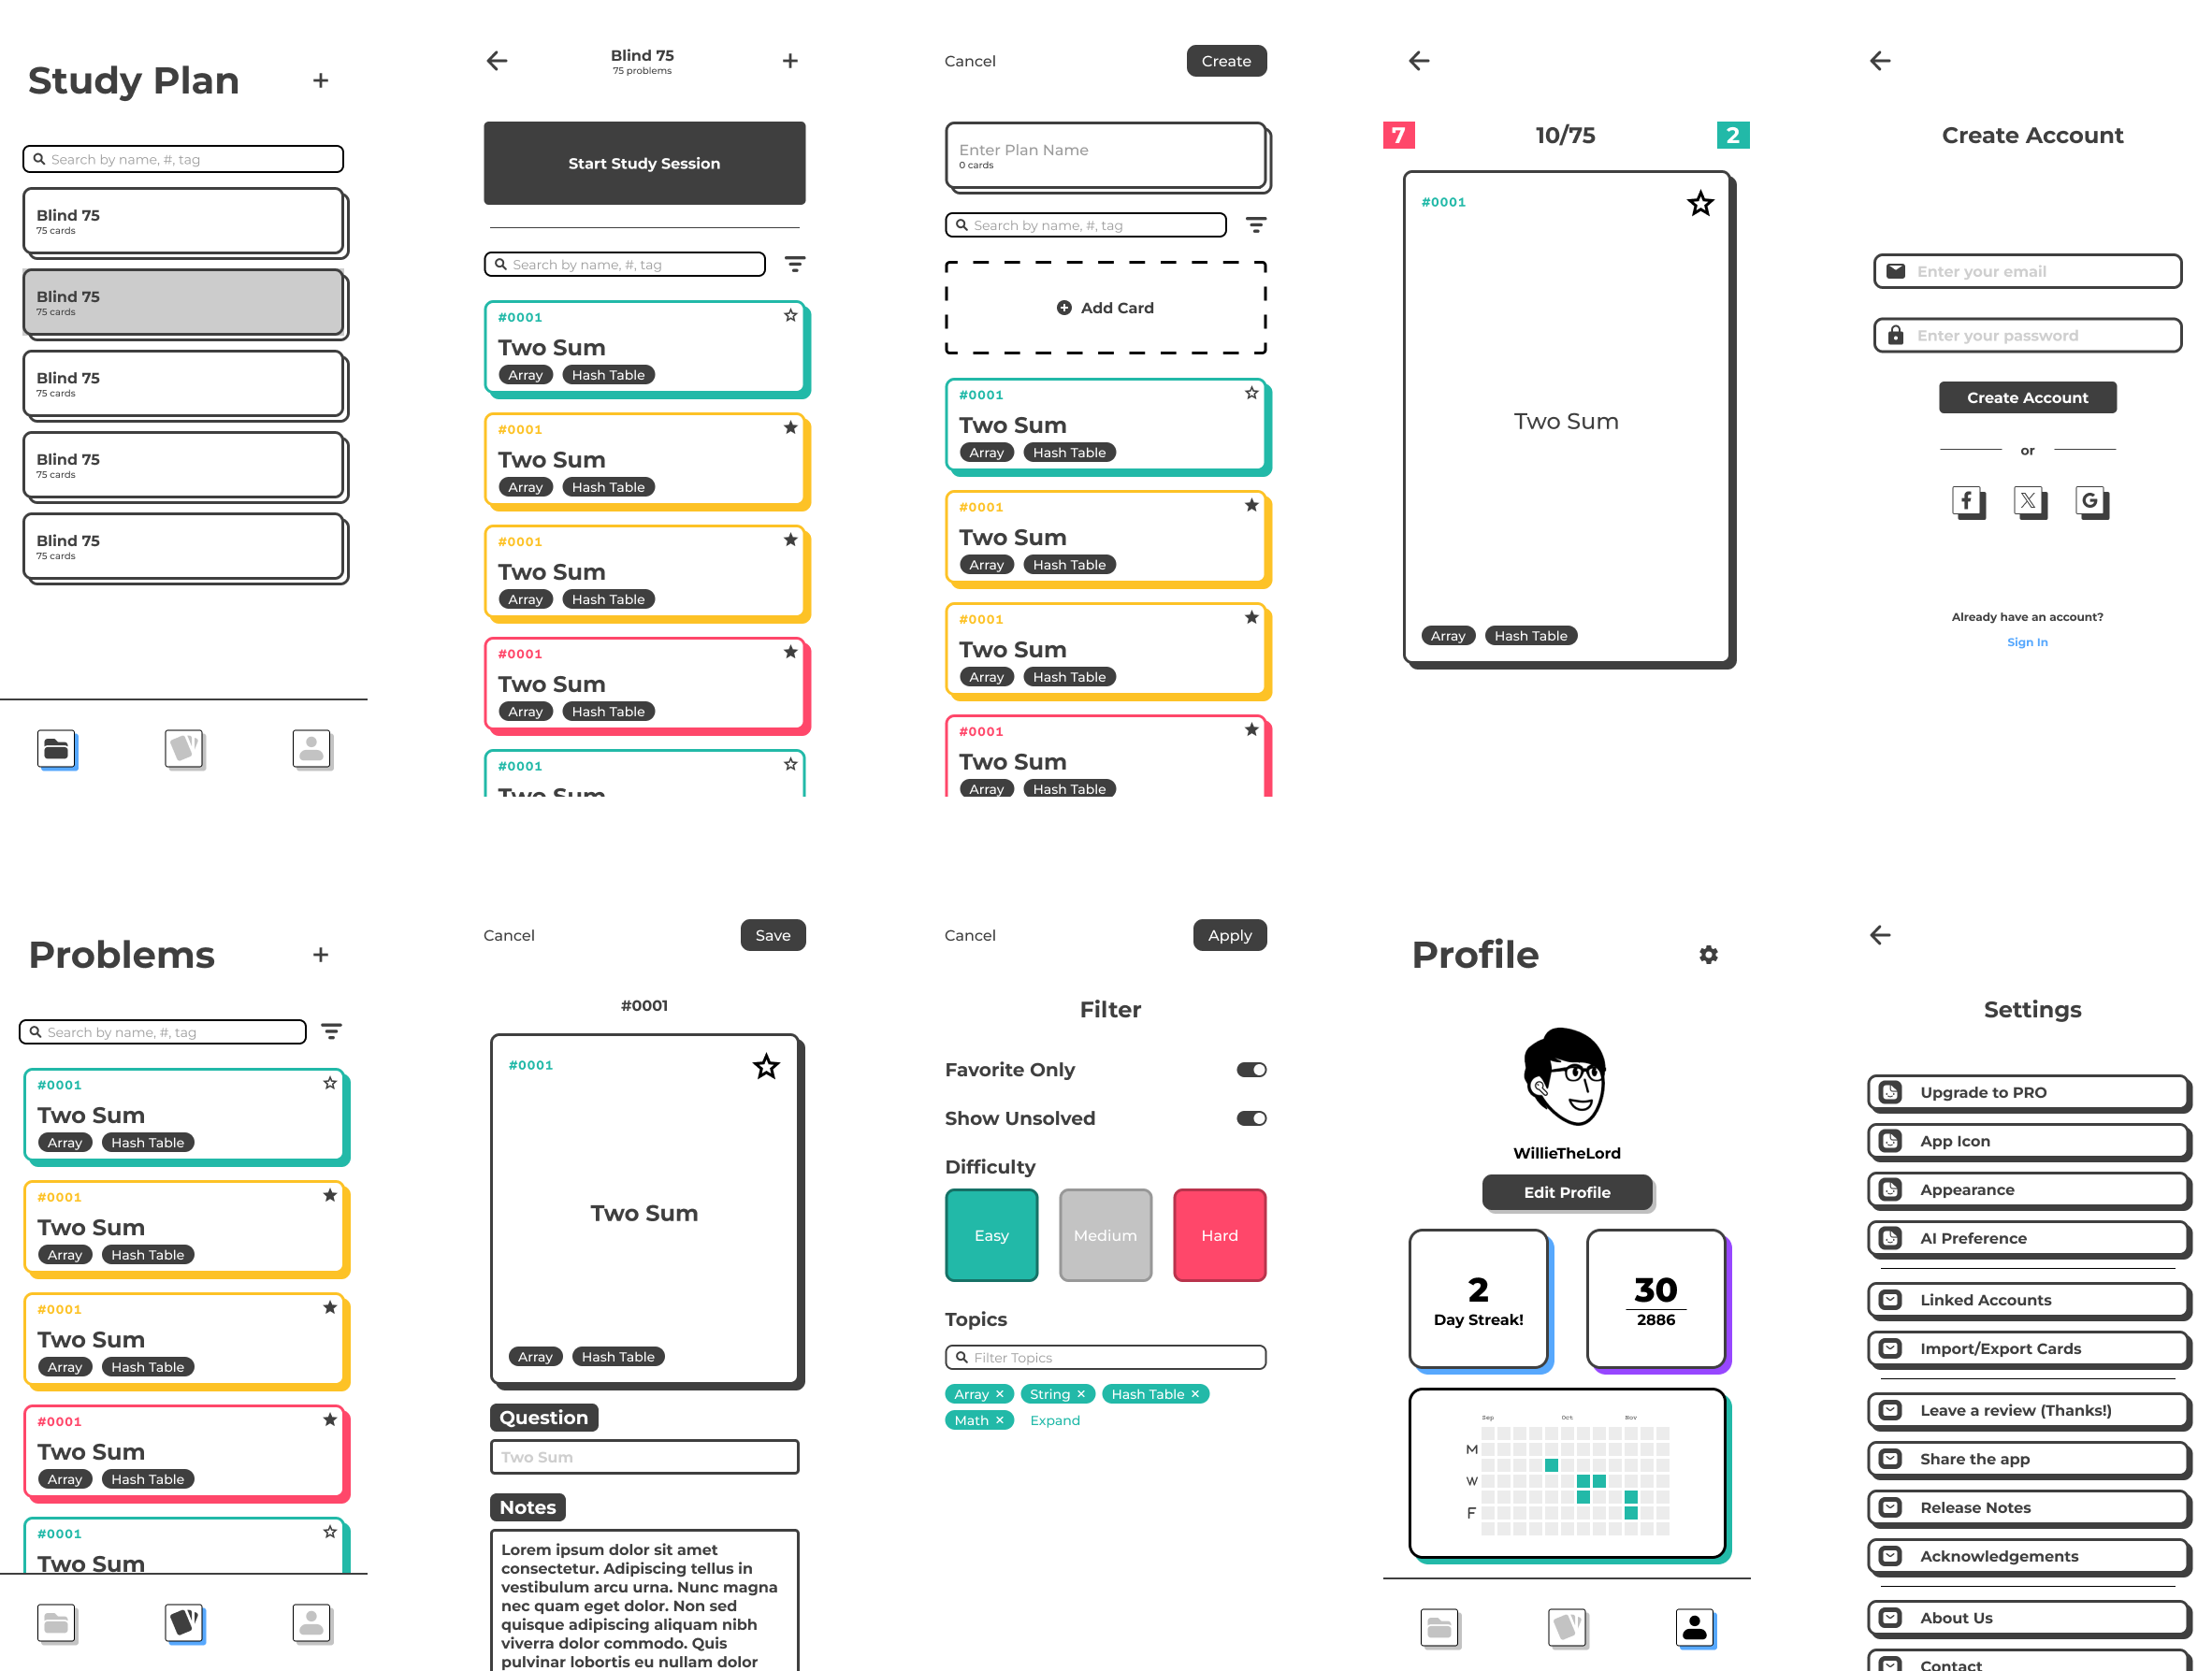 Study Plan
Search by name, #, tag
Blind 75
75 cards
Blind 75
75 cards
Blind 75
75 cards
Blind 75
75 cards
Blind 75
75 cards
Blind 75
75 problems
Start Study Session
Search by name, #, tag
#0001
Two Sum
Array Hash Table
#0001
Two Sum
Array Hash Table
#0001
Two Sum
Array Hash Table
#0001
Two Sum
Array Hash Table
#0001
Two Sum
Cancel Create
Enter Plan Name
0 cards
Search by name, #, tag
Add Card
#0001
Two Sum
Array Hash Table
#0001
Two Sum
Array Hash Table
#0001
Two Sum
Array Hash Table
#0001
Two Sum
Array Hash Table
7 10/75 2
#0001
Two Sum
Array Hash Table
Create Account
Enter your email
Enter your password
Create Account
or
f X G
Already have an account?
Sign In
Problems
Search by name, #, tag
#0001
Two Sum
Array Hash Table
#0001
Two Sum
Array Hash Table
#0001
Two Sum
Array Hash Table
#0001
Two Sum
Array Hash Table
#0001
Two Sum
Cancel Save
#0001
#0001
Two Sum
Array Hash Table
Question
Two Sum
Notes
Lorem ipsum dolor sit amet
consectetur. Adipiscing tellus in
vestibulum arcu urna. Nunc magna
nec quam eget dolor. Non sed
quisque adipiscing aliquam nibh
viverra dolor commodo. Quis
pulvinar lobortis eu nullam dolor
Cancel Apply
Filter
Favorite Only
Show Unsolved
Difficulty
Easy Medium Hard
Topics
Filter Topics
Array × String × Hash Table ×
Math × Expand
Profile
WillieTheLord
Edit Profile
2
Day Streak!
30
2886
Sep Oct Nov
M
W
F
Settings
Upgrade to PRO
App Icon
Appearance
AI Preference
Linked Accounts
Import/Export Cards
Leave a review (Thanks!)
Share the app
Release Notes
Acknowledgements
About Us
Contact